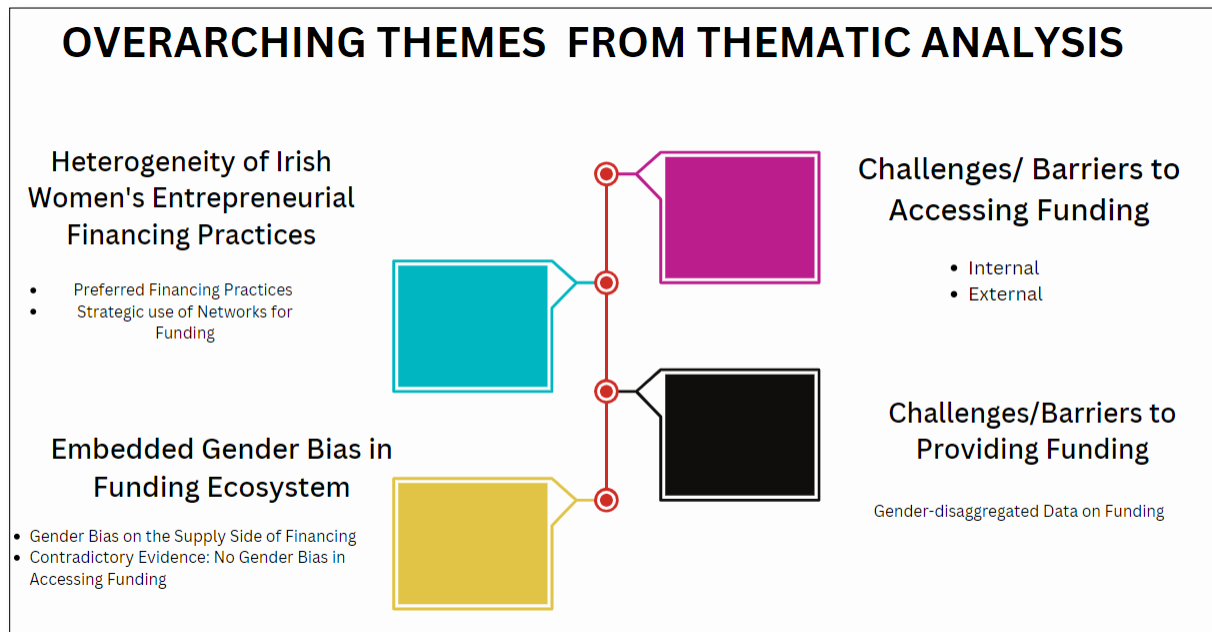 OVERARCHING THEMES FROM THEMATIC ANALYSIS
Heterogeneity of Irish
Women's Entrepreneurial
Financing Practices
• Preferred Financing Practices
• Strategic use of Networks for
Funding
Challenges/ Barriers to
Accessing Funding
• Internal
• External
Embedded Gender Bias in
Funding Ecosystem
• Gender Bias on the Supply Side of Financing
• Contradictory Evidence: No Gender Bias in
Accessing Funding
Challenges/Barriers to
Providing Funding
Gender-disaggregated Data on Funding